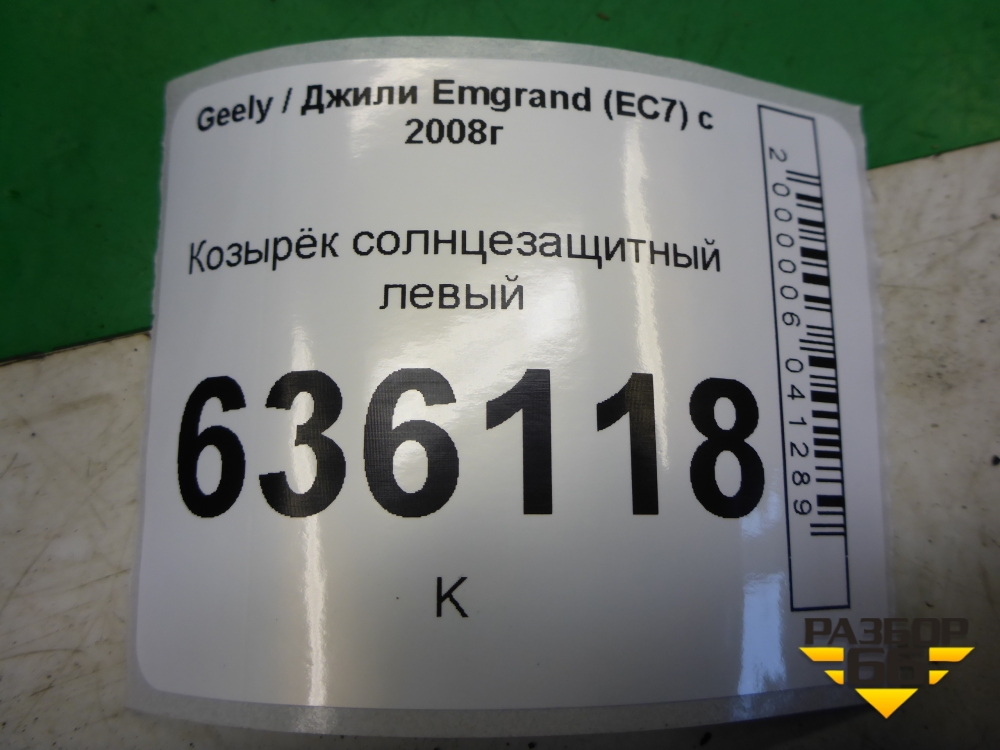 Geely / Джили Emgrand (EC7) с
2008г
Козырёк солнцезащитный
левый
636118
К
2000006041289
РАЗБОР
66